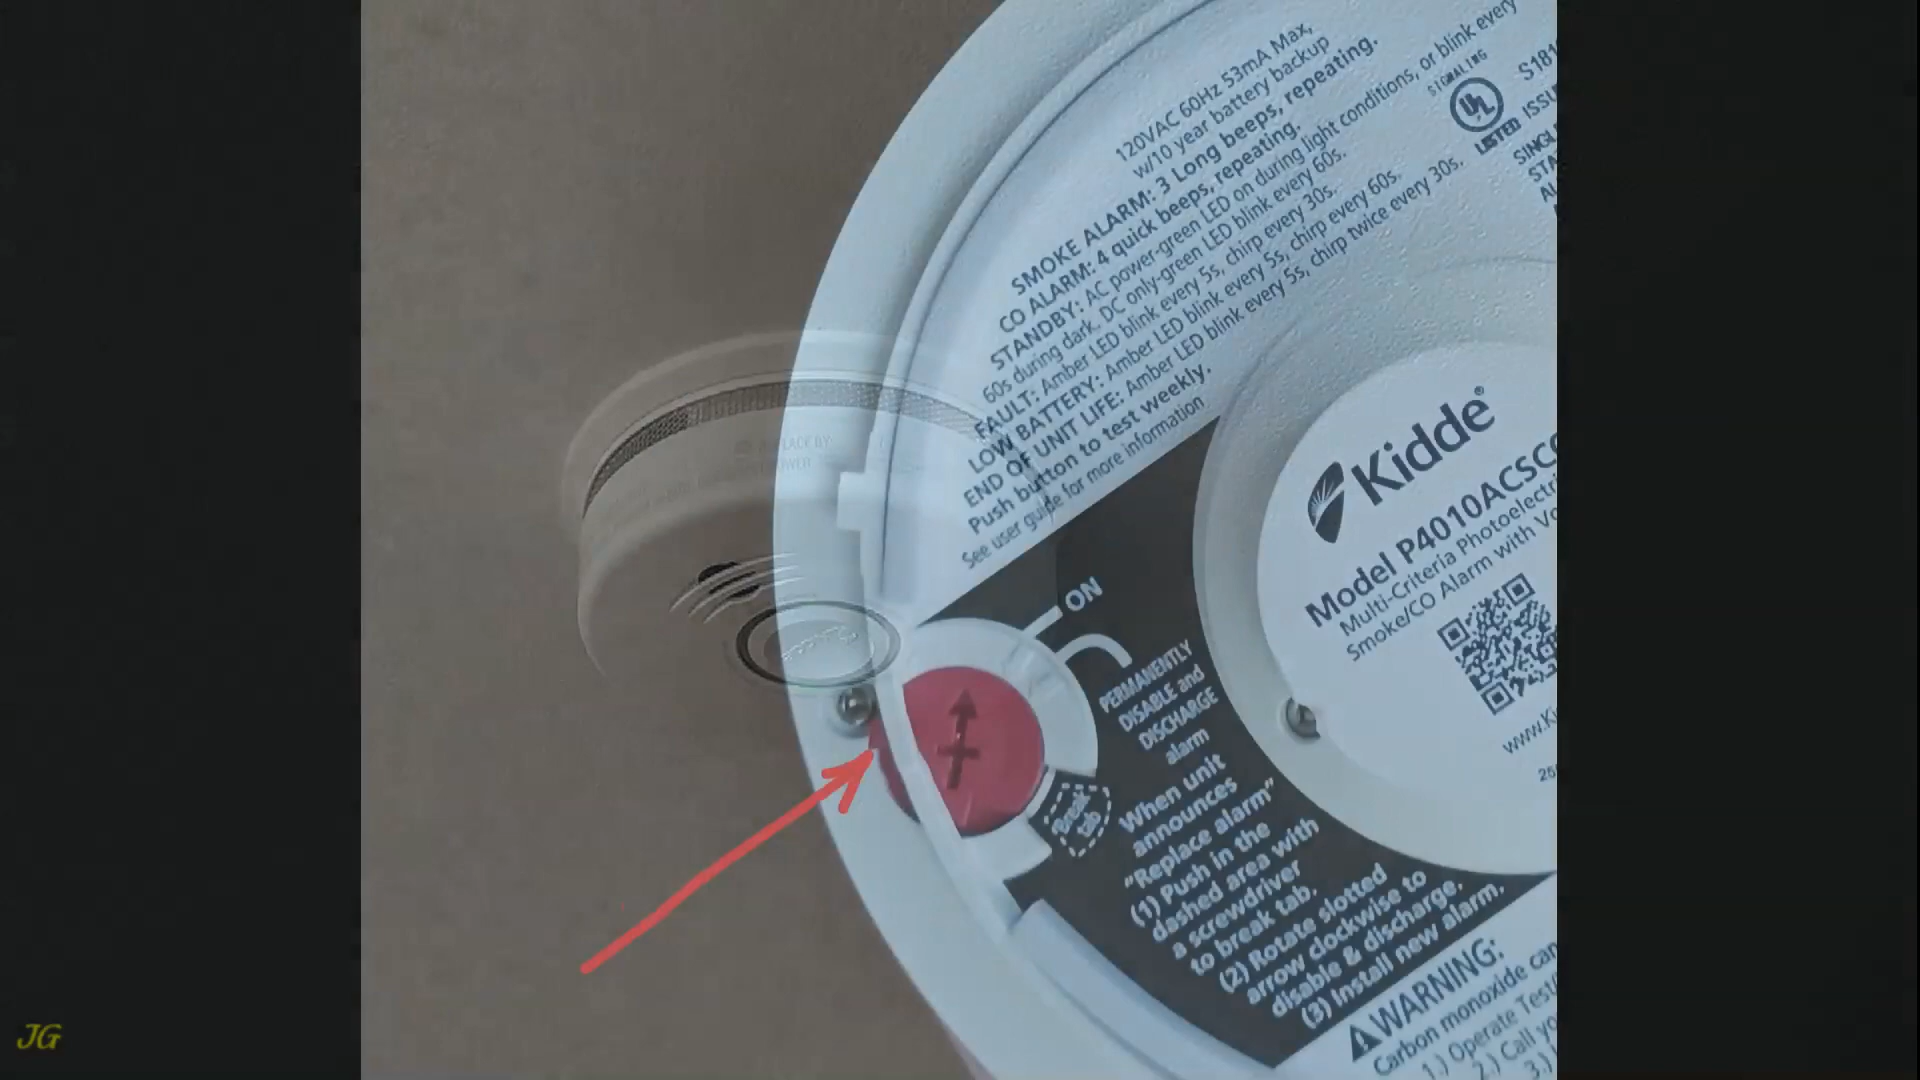 120VAC 60Hz 53mA Max,
w/10 year battery backup
SMOKE ALARM: 3 Long beeps, repeating.
CO ALARM: 4 quick beeps, repeating.
STANDBY: AC power-green LED on during light conditions, or blink every
60s during dark. DC only-green LED blink every 60s.
FAULT: Amber LED blink every 5s, chirp every 30s.
LOW BATTERY: Amber LED blink every 5s, chirp every 60s.
END OF UNIT LIFE: Amber LED blink every 5s, chirp twice every 30s.
Push button to test weekly.
See user guide for more information
SIGNALING
UL
LISTED
Kidde®
Model P4010ACSCO
Multi-Criteria
Smoke/CO Alarm with
ON
PERMANENTLY
DISABLE and
DISCHARGE
alarm
Break
tab
When unit
announces
"Replace alarm"
(1) Push in the
dashed area with
a screwdriver
to break tab.
(2) Rotate slotted
arrow clockwise to
disable & discharge.
(3) Install new alarm.
WARNING:
Carbon monoxide can
1.) Operate
2.) Call
3.)
Kidde
JG